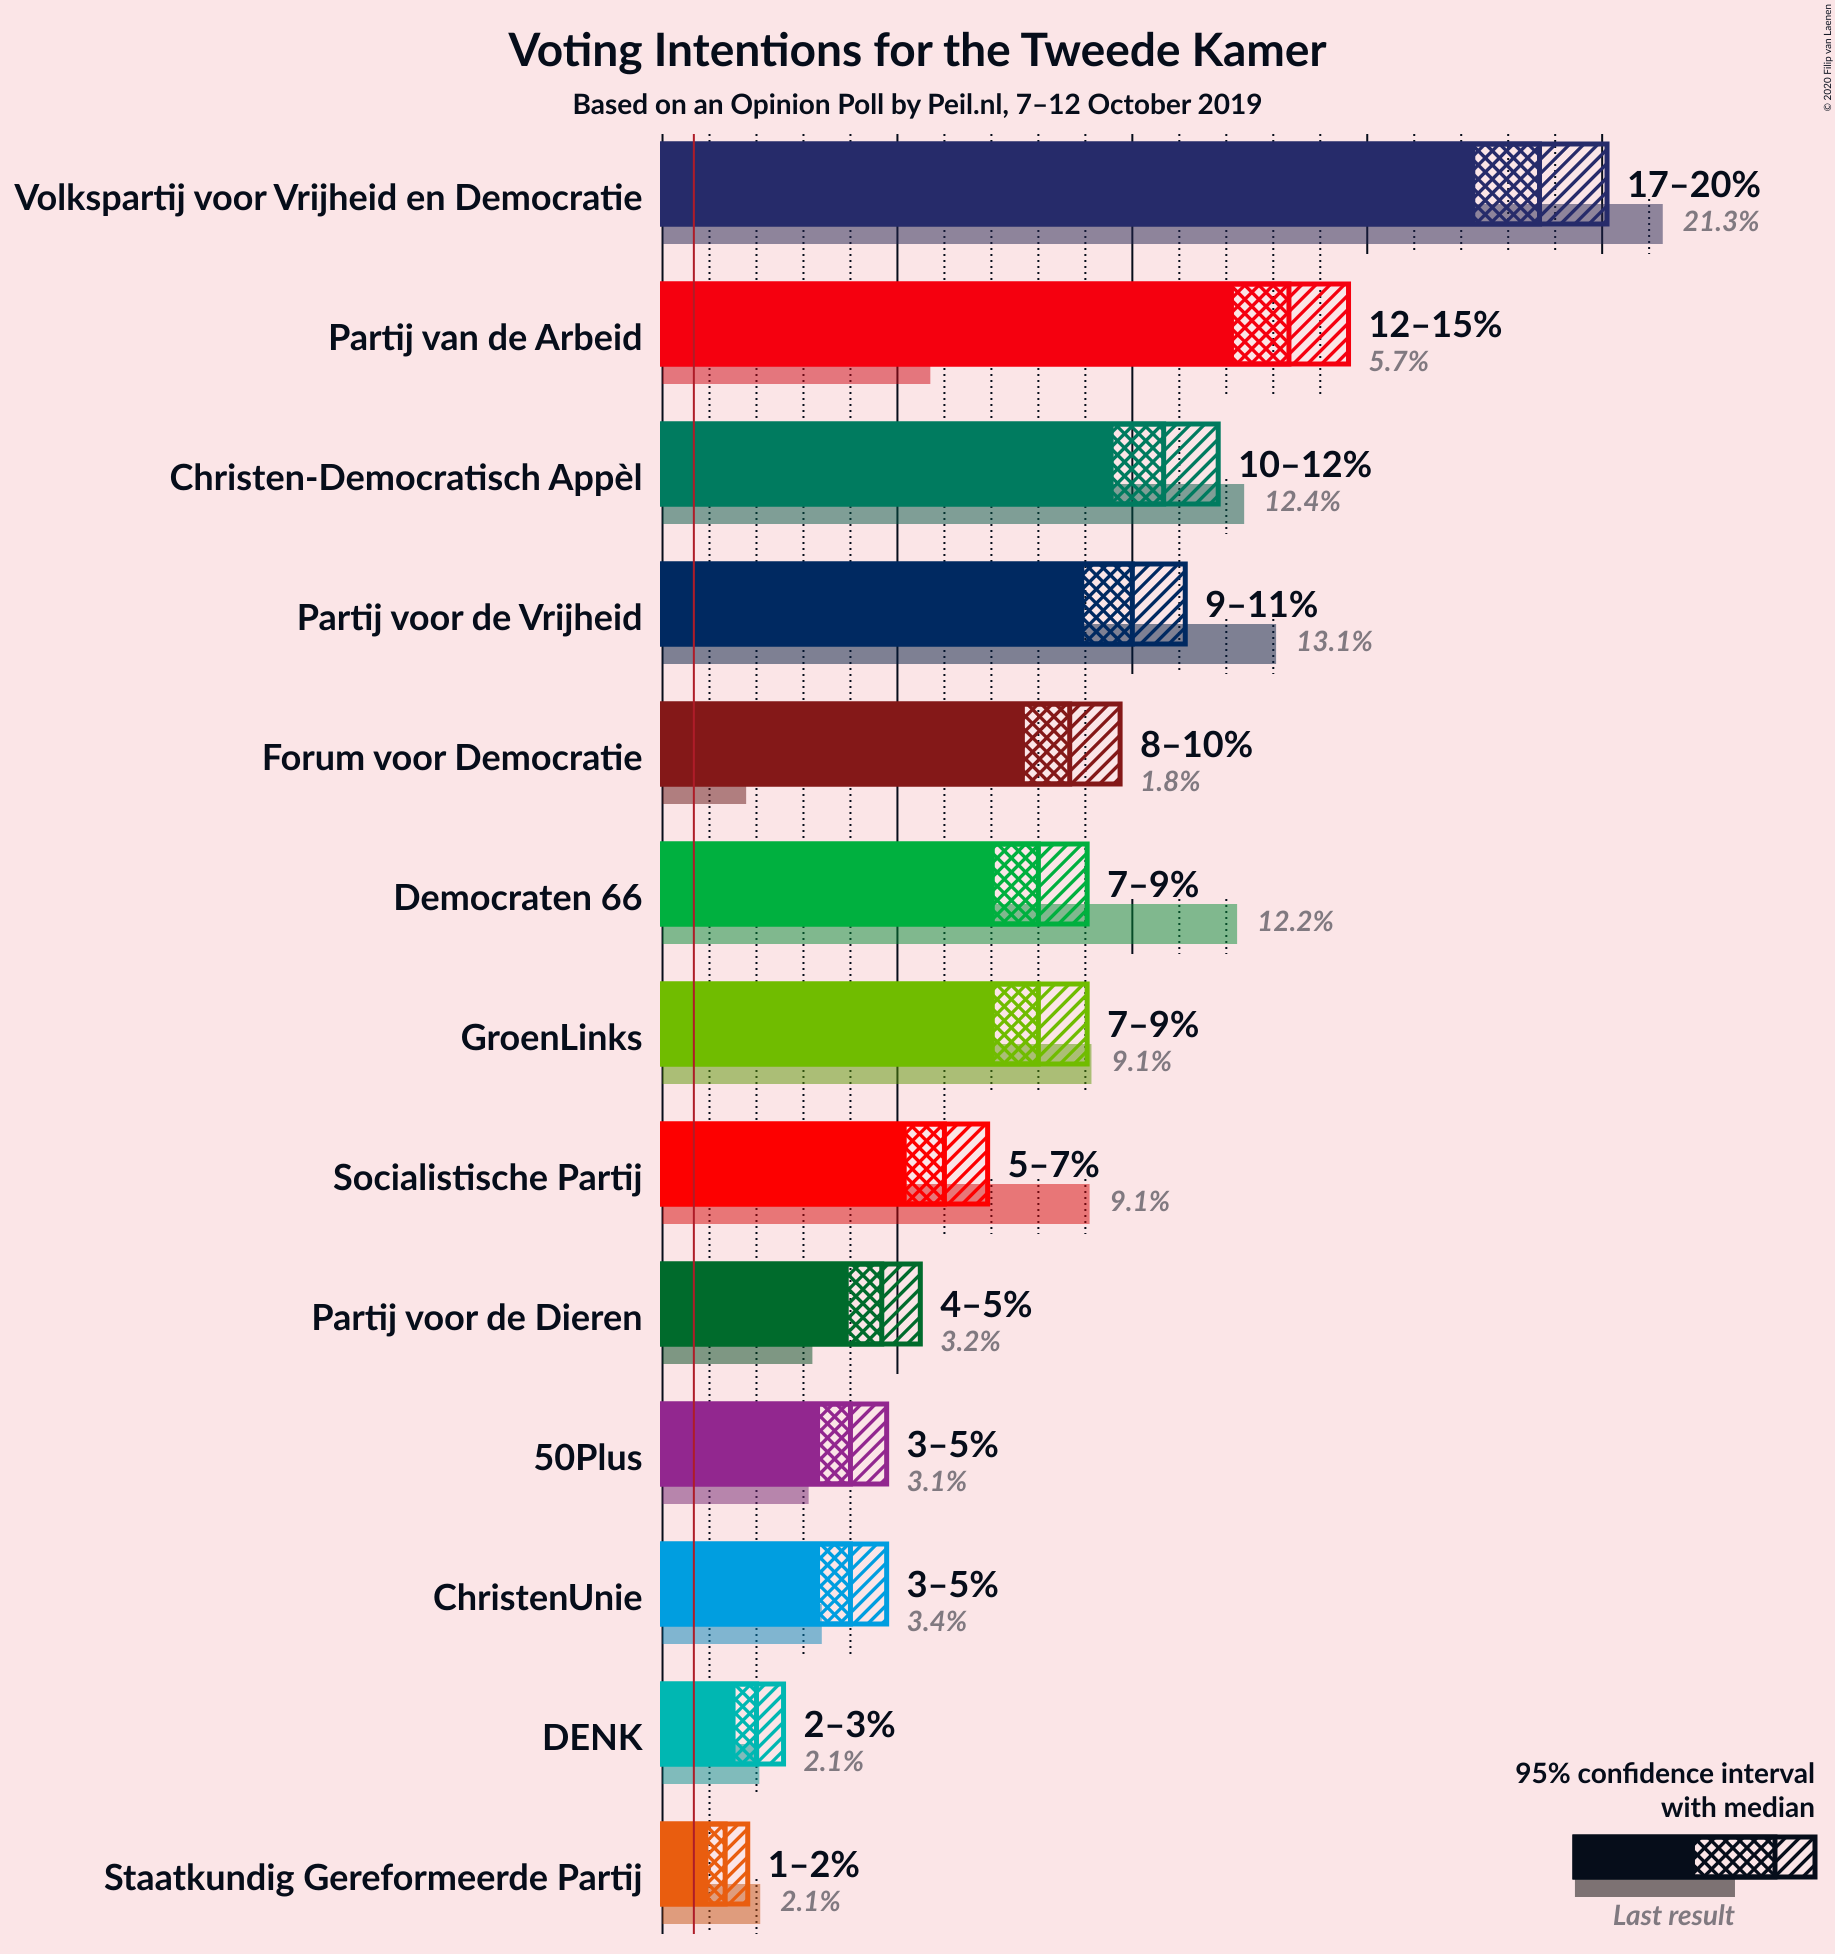 Voting Intentions for the Tweede Kamer
Based on an Opinion Poll by Peil.nl, 7–12 October 2019
© 2020 Filip van Laenen
Volkspartij voor Vrijheid en Democratie
17–20%
21.3%
Partij van de Arbeid
12–15%
5.7%
Christen-Democratisch Appèl
10–12%
12.4%
Partij voor de Vrijheid
9–11%
13.1%
Forum voor Democratie
8–10%
1.8%
Democraten 66
7–9%
12.2%
GroenLinks
7–9%
9.1%
Socialistische Partij
5–7%
9.1%
Partij voor de Dieren
4–5%
3.2%
50Plus
3–5%
3.1%
ChristenUnie
3–5%
3.4%
DENK
2–3%
2.1%
Staatkundig Gereformeerde Partij
1–2%
2.1%
95% confidence interval
with median
Last result